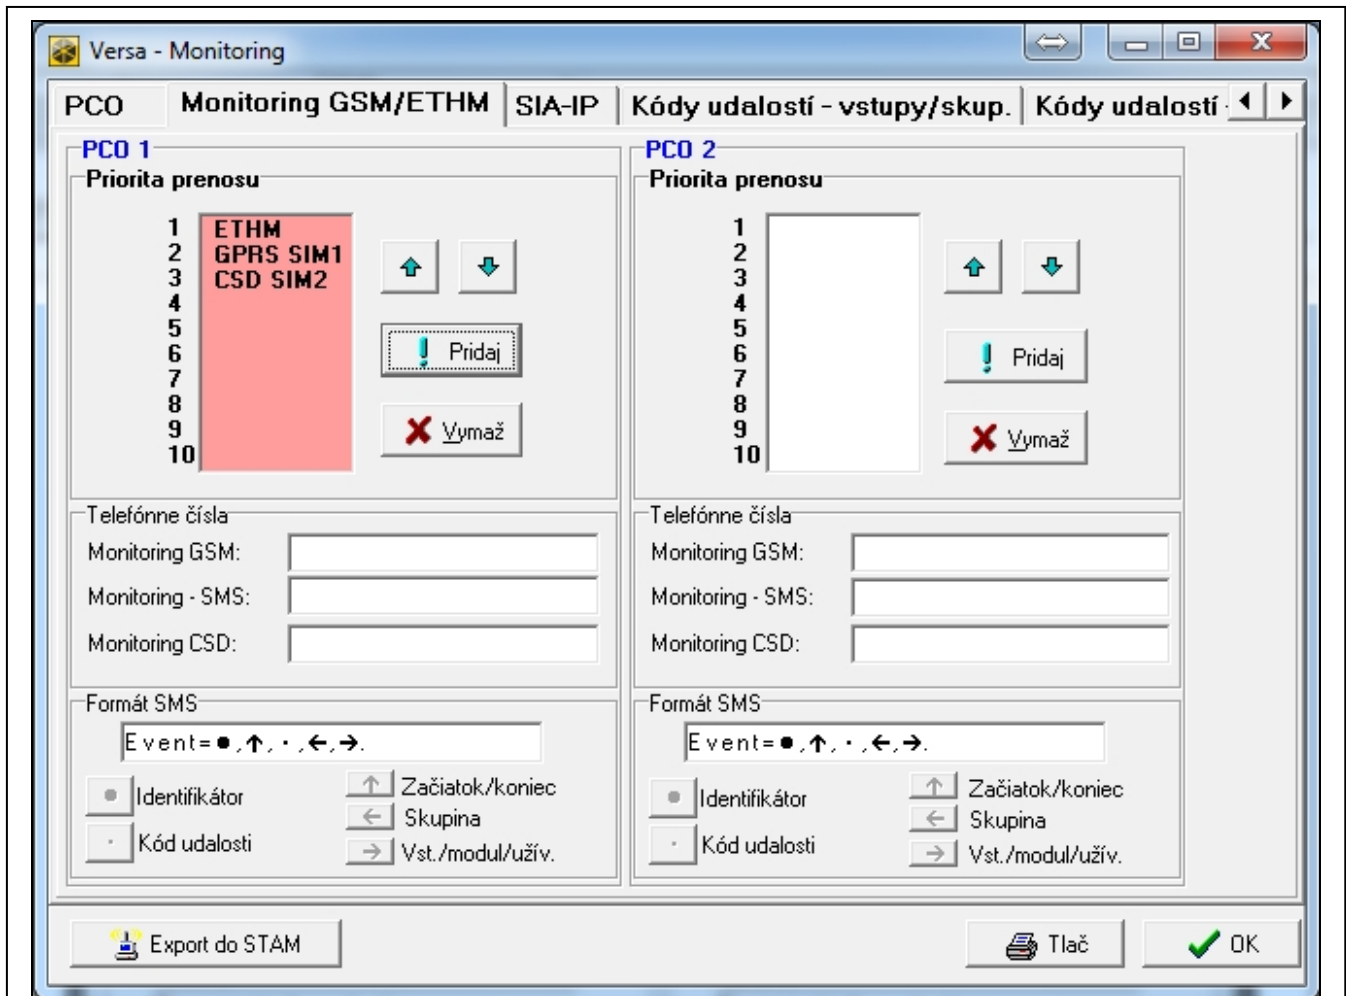 Versa - Monitoring
PCO Monitoring GSM/ETHM SIA-IP Kódy udalostí - vstupy/skup. Kódy udalostí -
PCO 1
Priorita prenosu
1 ETHM
2 GPRS SIM1
3 CSD SIM2
4
5
6
7
8
9
10
Pridaj
Vymaž
Telefónne čísla
Monitoring GSM:
Monitoring - SMS:
Monitoring CSD:
Formát SMS
Event=●,↑,·,←,→.
Identifikátor
Kód udalosti
Začiatok/koniec
Skupina
Vst./modul/užív.
PCO 2
Priorita prenosu
1
2
3
4
5
6
7
8
9
10
Pridaj
Vymaž
Telefónne čísla
Monitoring GSM:
Monitoring - SMS:
Monitoring CSD:
Formát SMS
Event=●,↑,·,←,→.
Identifikátor
Kód udalosti
Začiatok/koniec
Skupina
Vst./modul/užív.
Export do STAM
Tlač
OK